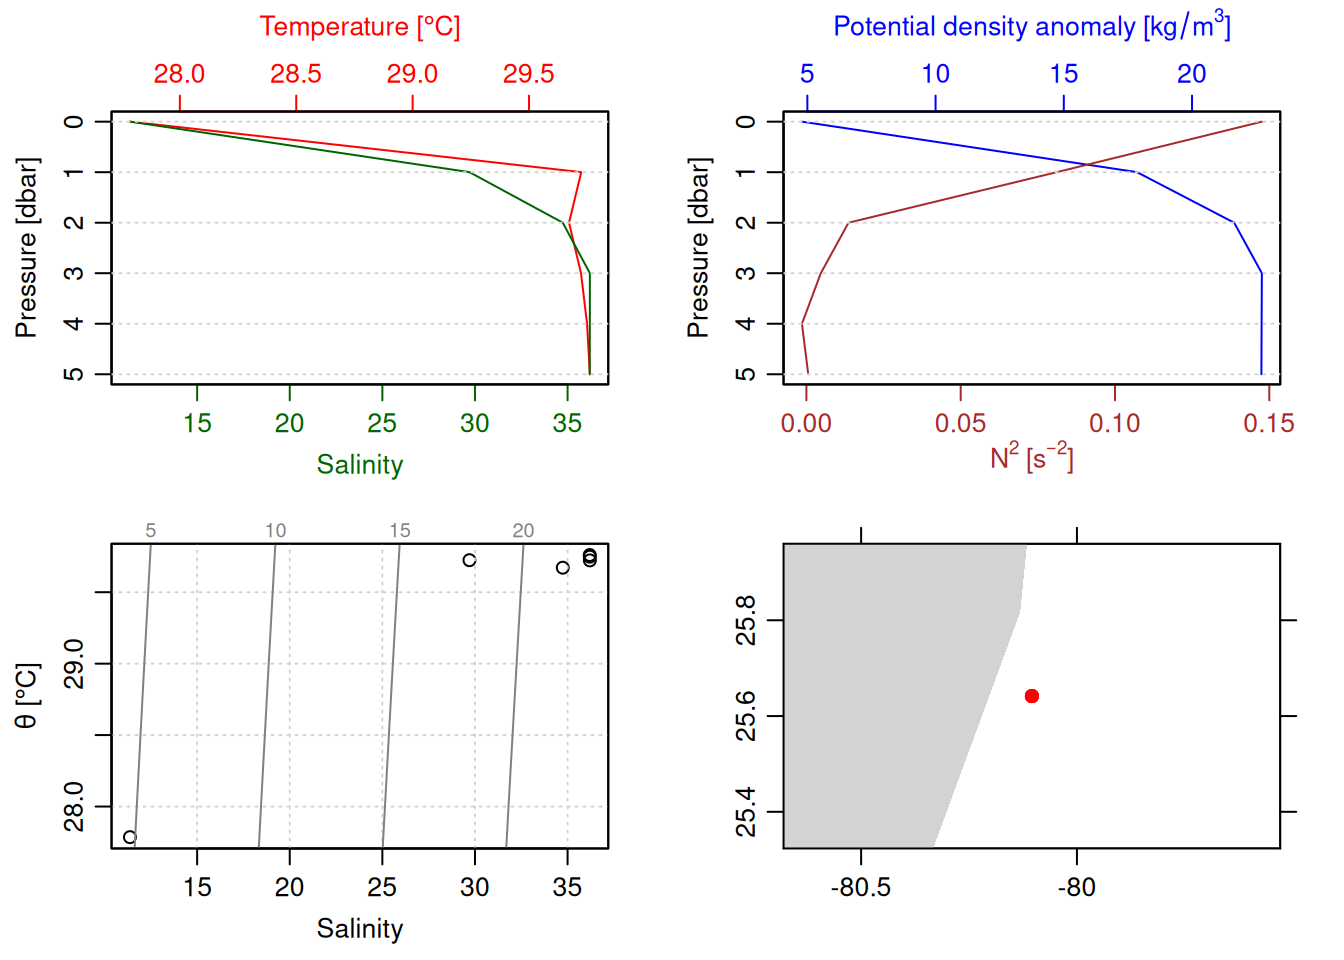 Temperature [°C]
28.0 28.5 29.0 29.5
0
1
2
3
4
5
Pressure [dbar]
15 20 25 30 35
Salinity
Potential density anomaly [kg/m³]
5 10 15 20
0
1
2
3
4
5
Pressure [dbar]
0.00 0.05 0.10 0.15
N² [s⁻²]
5 10 15 20
29.0
28.0
θ [°C]
15 20 25 30 35
Salinity
25.8
25.6
25.4
-80.5 -80